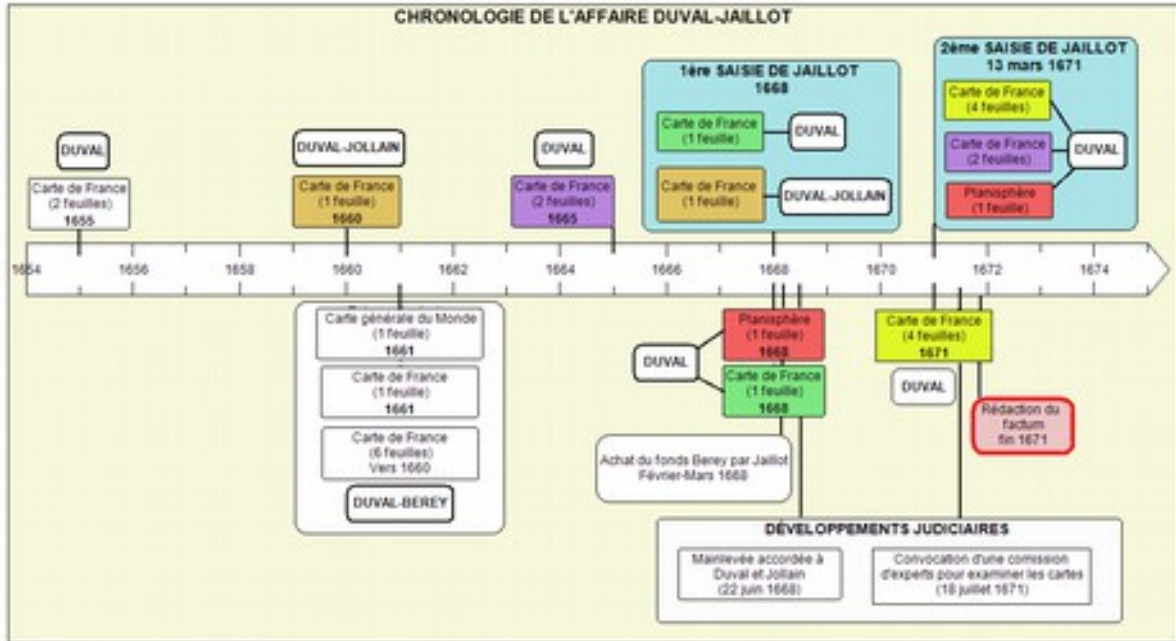 CHRONOLOGIE DE L'AFFAIRE DUVAL-JAILLOT
1ère SAISIE DE JAILLOT
1668
Carte de France
(1 feuille)
DUVAL
Carte de France
(1 feuille)
DUVAL-JOLLAIN
2ème SAISIE DE JAILLOT
13 mars 1671
Carte de France
(4 feuilles)
Carte de France
(2 feuilles)
DUVAL
Planisphère
(1 feuille)
DUVAL
Carte de France
(2 feuilles)
1655
DUVAL-JOLLAIN
Carte de France
(1 feuille)
1660
DUVAL
Carte de France
(2 feuilles)
1665
1654 1656 1658 1660 1662 1664 1666 1668 1670 1672 1674
Carte générale du Monde
(1 feuille)
1661
Carte de France
(1 feuille)
1661
Carte de France
(6 feuilles)
Vers 1660
DUVAL-BEREY
DUVAL
Planisphère
(1 feuille)
1668
Carte de France
(1 feuille)
1668
Achat du fonds Berey par Jaillot
Février-Mars 1668
Carte de France
(4 feuilles)
1671
DUVAL
Rédaction du
factum
fin 1671
DÉVELOPPEMENTS JUDICIAIRES
Mainlevée accordée à
Duval et Jollain
(22 juin 1668)
Convocation d'une comission
d'experts pour examiner les cartes
(18 juillet 1671)